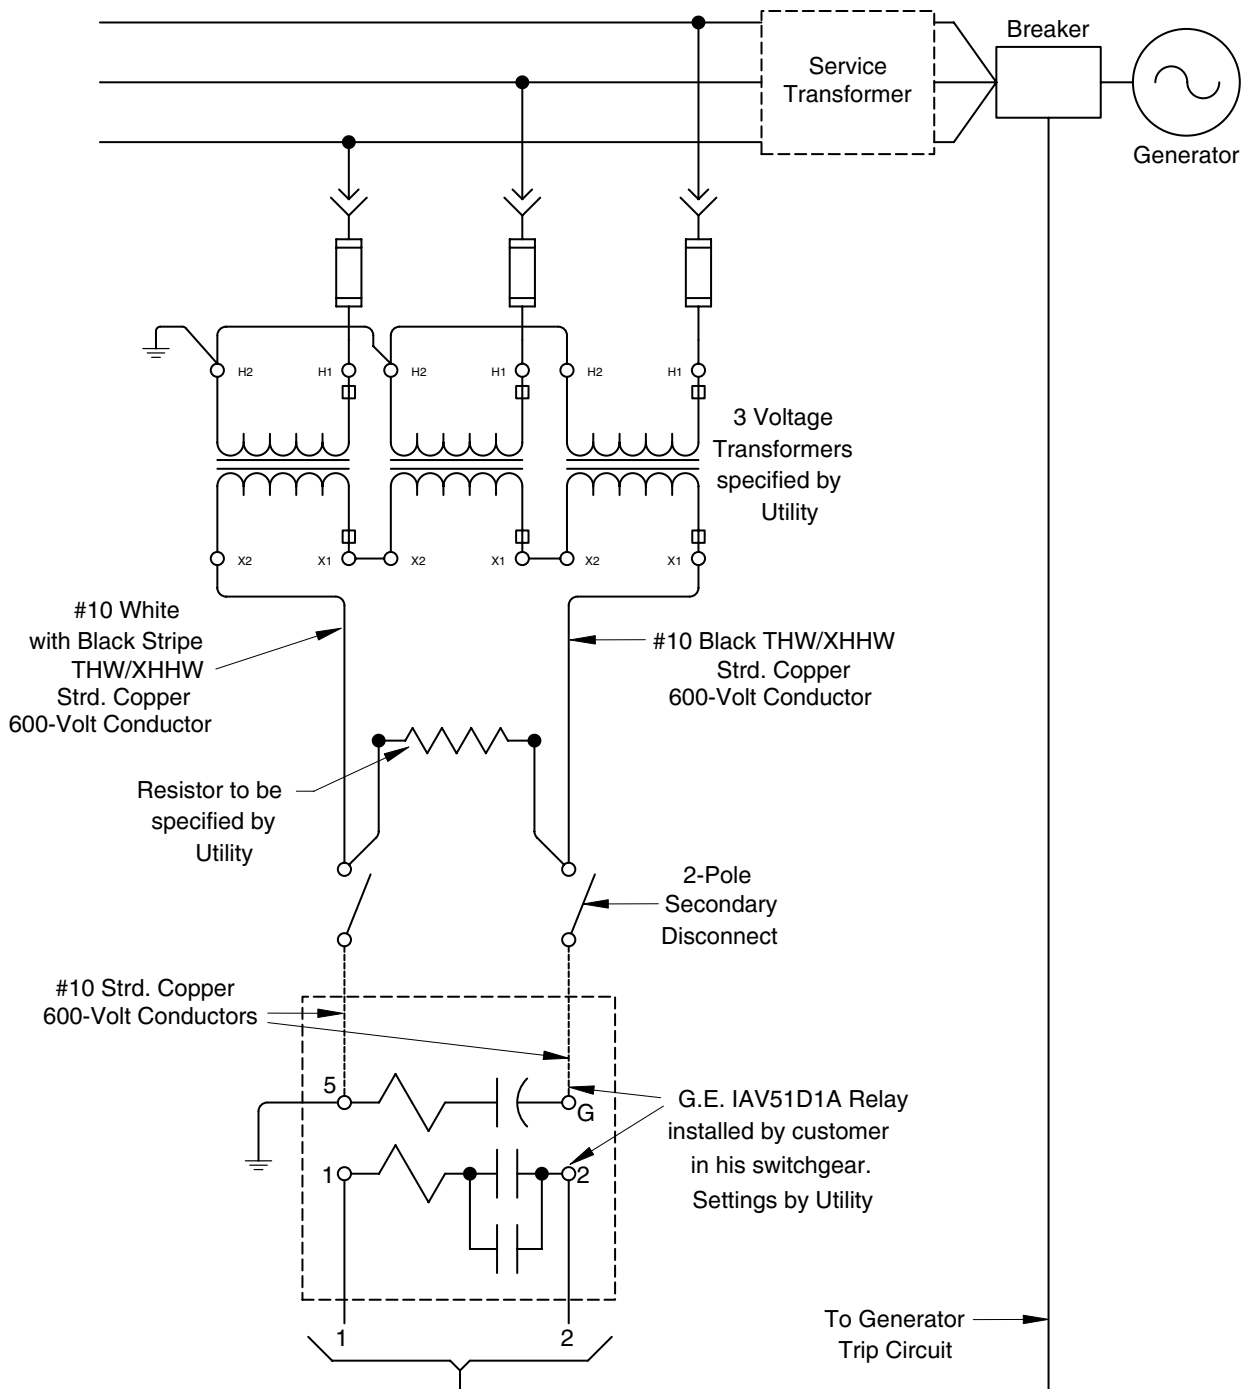 Breaker
Service
Transformer
Generator
H2
H1
H2
H1
H2
H1
3 Voltage
Transformers
specified by
Utility
X2
X1
X2
X1
X2
X1
#10 White
with Black Stripe
THW/XHHW
Strd. Copper
600-Volt Conductor
#10 Black THW/XHHW
Strd. Copper
600-Volt Conductor
Resistor to be
specified by
Utility
2-Pole
Secondary
Disconnect
#10 Strd. Copper
600-Volt Conductors
5
G
G.E. IAV51D1A Relay
installed by customer
in his switchgear.
Settings by Utility
1
2
To Generator
Trip Circuit
1
2